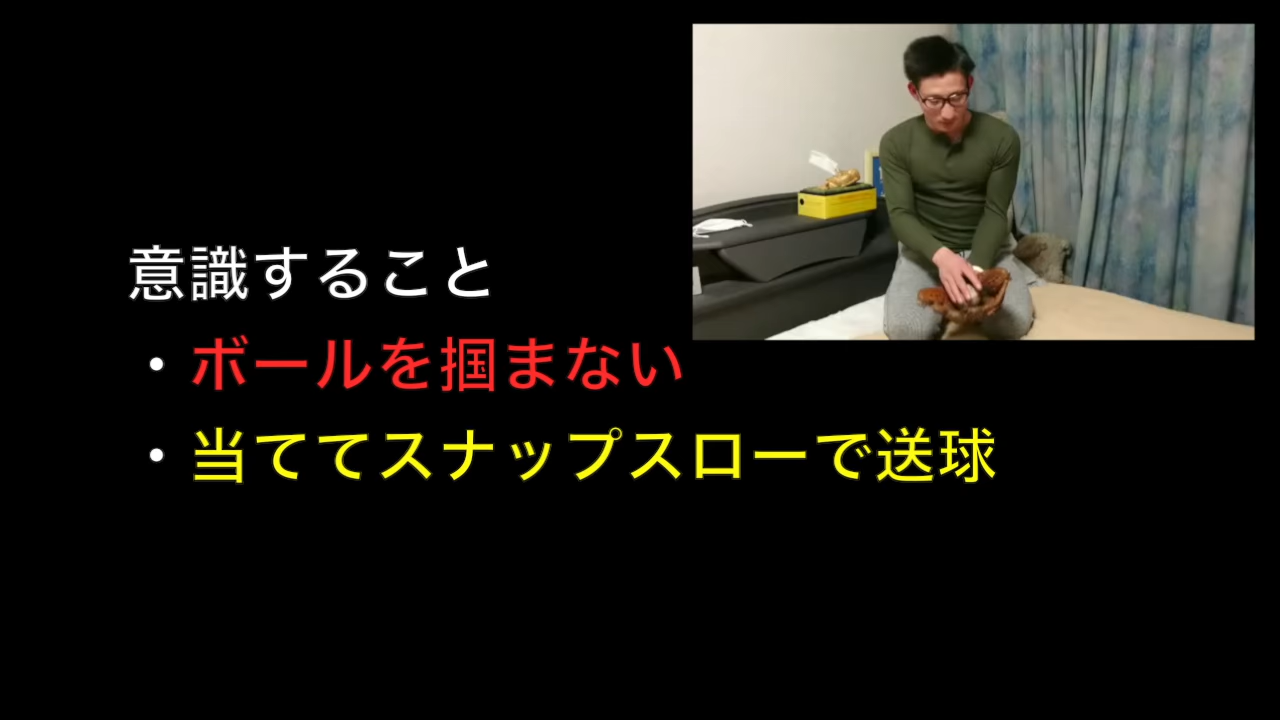 意識すること
・ボールを掴まない
・当ててスナップスローで送球